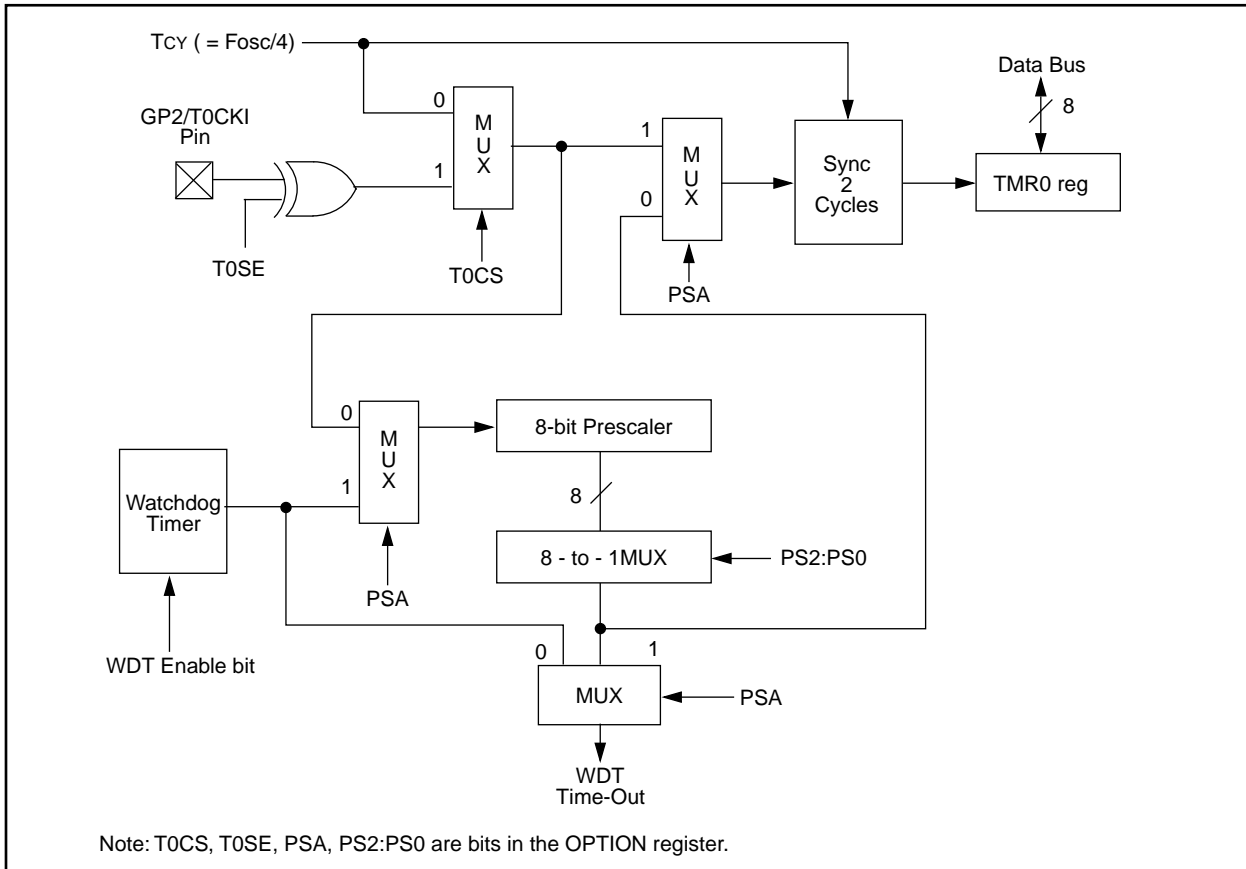 TCY ( = Fosc/4)
Data Bus
GP2/T0CKI
Pin
0
M
U
X
1
8
1
M
U
X
0
Sync
2
Cycles
TMR0 reg
T0SE
T0CS
PSA
0
M
U
X
1
8-bit Prescaler
Watchdog
Timer
8
8 - to - 1MUX
PS2:PS0
PSA
WDT Enable bit
0
1
MUX
PSA
WDT
Time-Out
Note: T0CS, T0SE, PSA, PS2:PS0 are bits in the OPTION register.